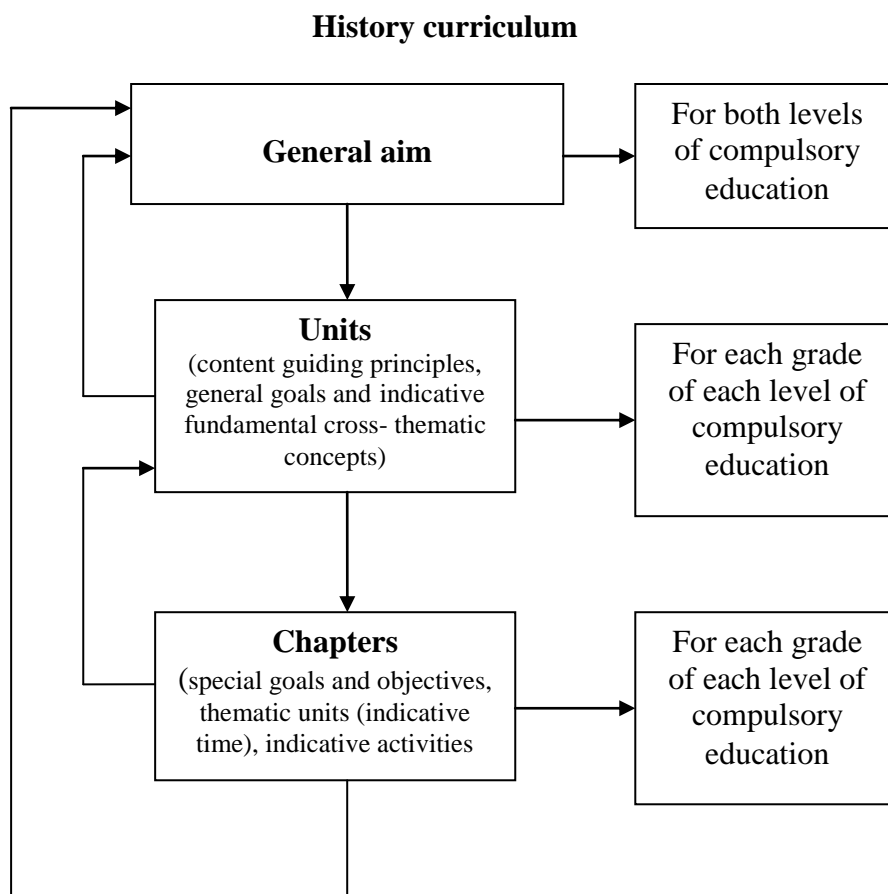 History curriculum
General aim
For both levels
of compulsory
education
Units
(content guiding principles,
general goals and indicative
fundamental cross- thematic
concepts)
For each grade
of each level of
compulsory
education
Chapters
(special goals and objectives,
thematic units (indicative
time), indicative activities
For each grade
of each level of
compulsory
education